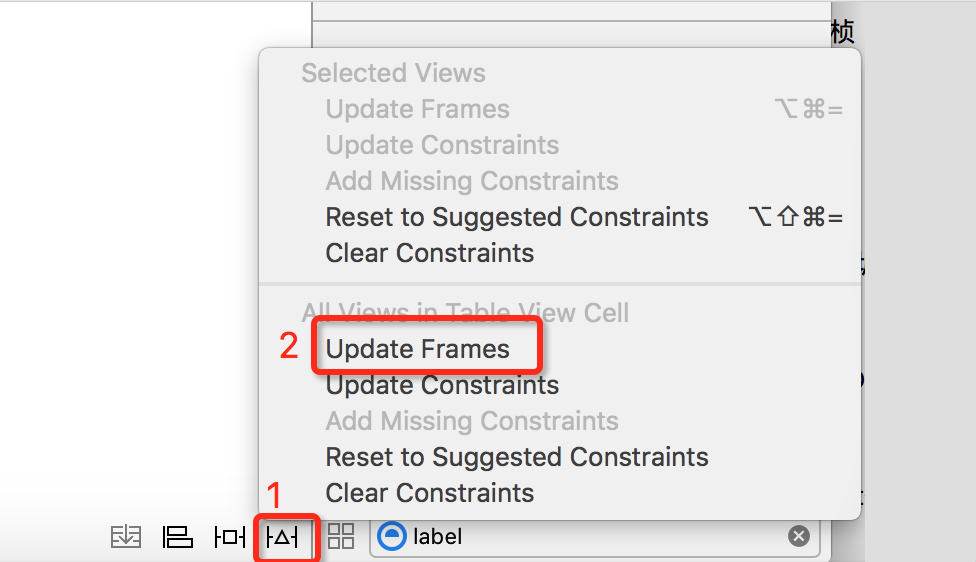 桢
Selected Views
Update Frames ⌥⌘=
Update Constraints
Add Missing Constraints
Reset to Suggested Constraints ⌥⇧⌘=
Clear Constraints
All Views in Table View Cell
2 Update Frames
Update Constraints
Add Missing Constraints
Reset to Suggested Constraints
Clear Constraints
1
label